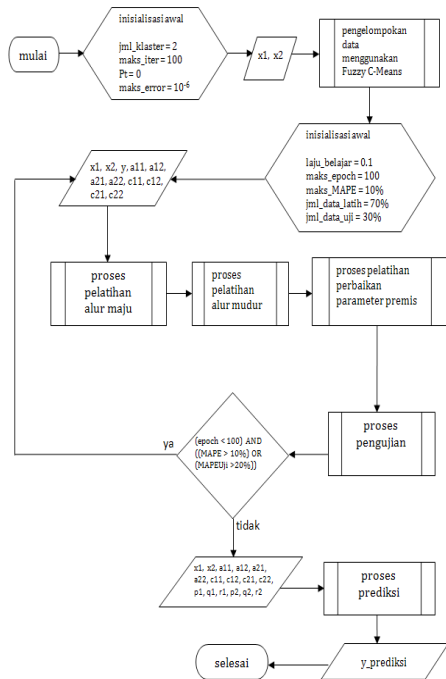 mulai
inisialisasi awal
jml_klaster = 2
maks_iter = 100
Pt = 0
maks_error = 10⁻⁶
x1, x2
pengelompokan
data
menggunakan
Fuzzy C-Means
inisialisasi awal
laju_belajar = 0.1
maks_epoch = 100
maks_MAPE = 10%
jml_data_latih = 70%
jml_data_uji = 30%
x1, x2, y, a11, a12,
a21, a22, c11, c12,
c21, c22
proses
pelatihan
alur maju
proses
pelatihan
alur mudur
proses pelatihan
perbaikan
parameter premis
proses
pengujian
(epoch < 100) AND
((MAPE > 10%) OR
(MAPEUji >20%))
ya
tidak
x1, x2, a11, a12, a21,
a22, c11, c12, c21, c22,
p1, q1, r1, p2, q2, r2
proses
prediksi
y_prediksi
selesai